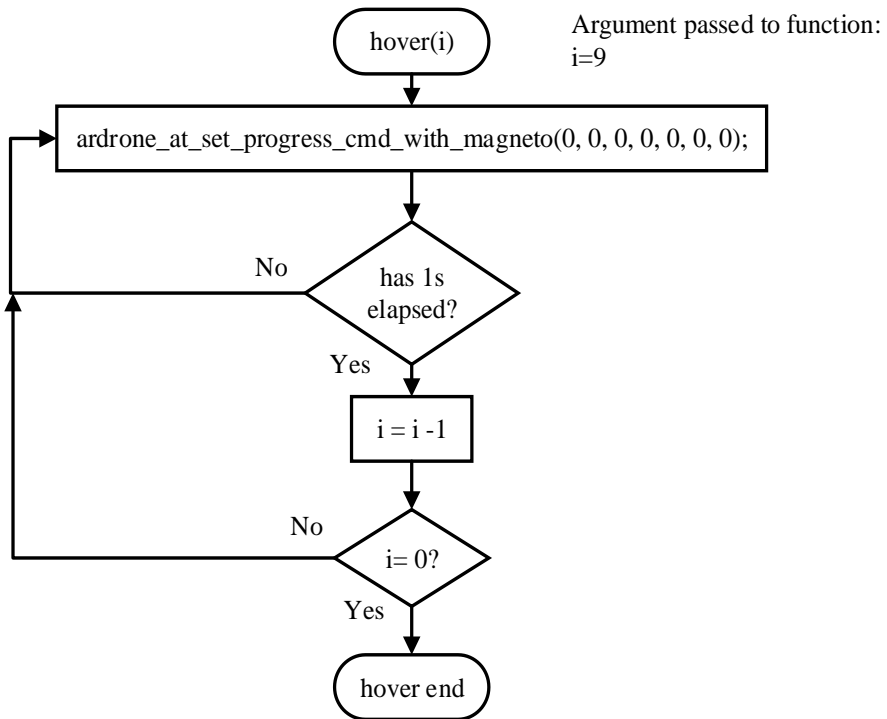 hover(i)
Argument passed to function:
i=9
ardrone_at_set_progress_cmd_with_magneto(0, 0, 0, 0, 0, 0, 0);
No
has 1s
elapsed?
Yes
i = i -1
No
i= 0?
Yes
hover end